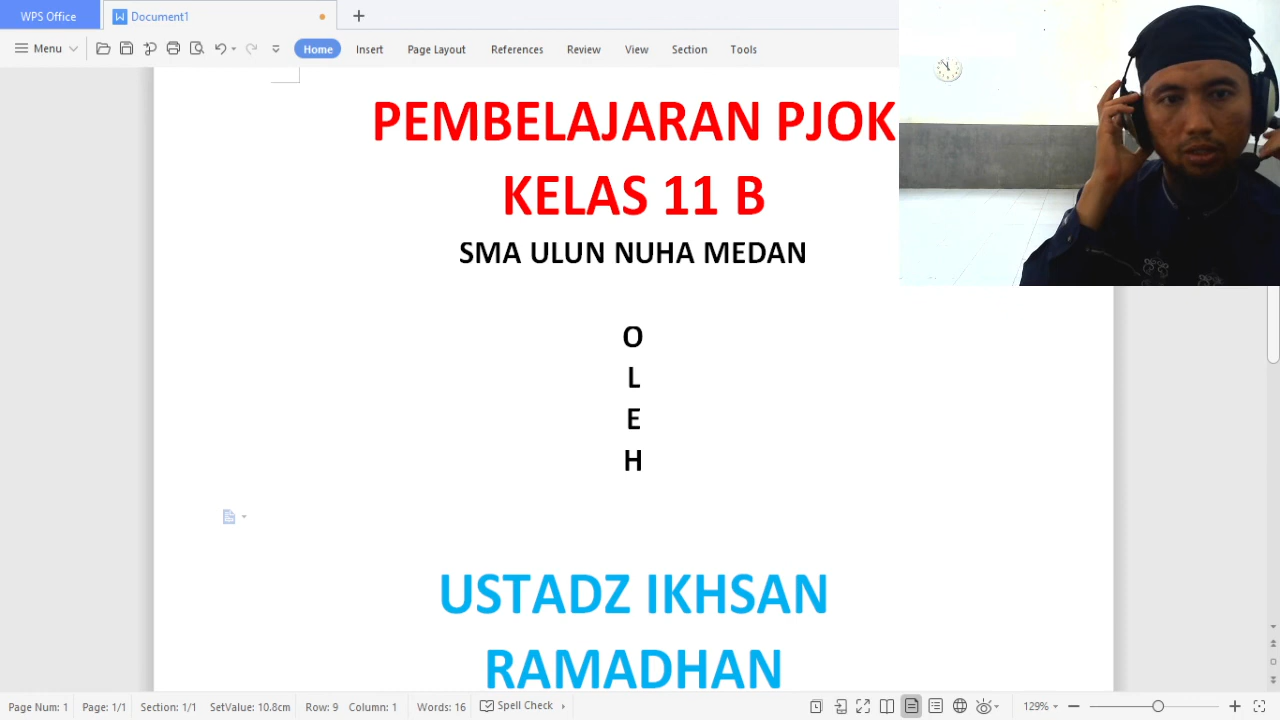 WPS Office
Document1
Menu
Home
Insert
Page Layout
References
Review
View
Section
Tools
PEMBELAJARAN PJOK
KELAS 11 B
SMA ULUN NUHA MEDAN
O
L
E
H
USTADZ IKHSAN
RAMADHAN
Page Num: 1
Page: 1/1
Section: 1/1
SetValue: 10.8cm
Row: 9
Column: 1
Words: 16
Spell Check
129%